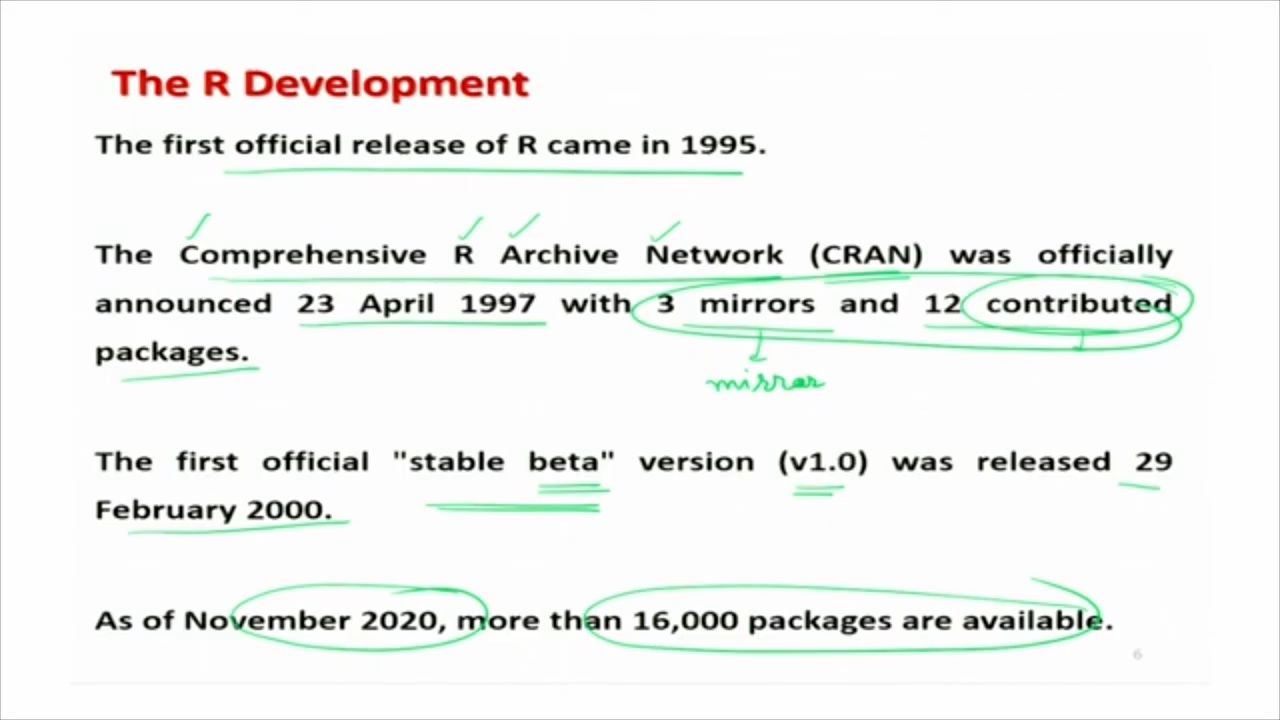 The R Development
The first official release of R came in 1995.
The Comprehensive R Archive Network (CRAN) was officially
announced 23 April 1997 with 3 mirrors and 12 contributed
packages.
mirror
The first official "stable beta" version (v1.0) was released 29
February 2000.
As of November 2020, more than 16,000 packages are available.
6